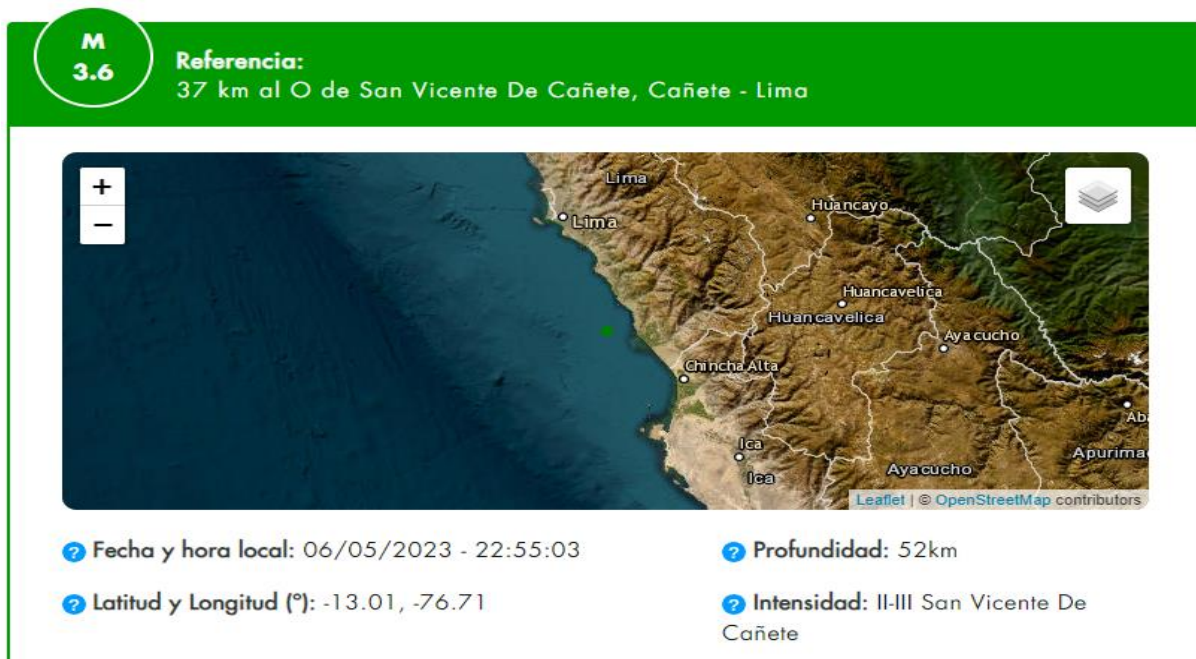 M
3.6
Referencia:
37 km al O de San Vicente De Cañete, Cañete - Lima
+
−
Lima
Lima
Huancayo
Huancavelica
Huancavelica
Ayacucho
Chincha Alta
Ab
Ica
Apurima
Ica
Ayacucho
Leaflet | © OpenStreetMap contributors
? Fecha y hora local: 06/05/2023 - 22:55:03
? Profundidad: 52km
? Latitud y Longitud (º): -13.01, -76.71
? Intensidad: II-III San Vicente De
Cañete